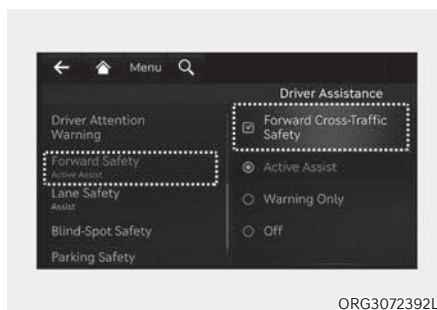 Menu
Driver Assistance
Driver Attention
Warning
Forward Safety
Active Assist
Lane Safety
Assist
Blind-Spot Safety
Parking Safety
Forward Cross-Traffic
Safety
Active Assist
Warning Only
Off
ORG3072392L